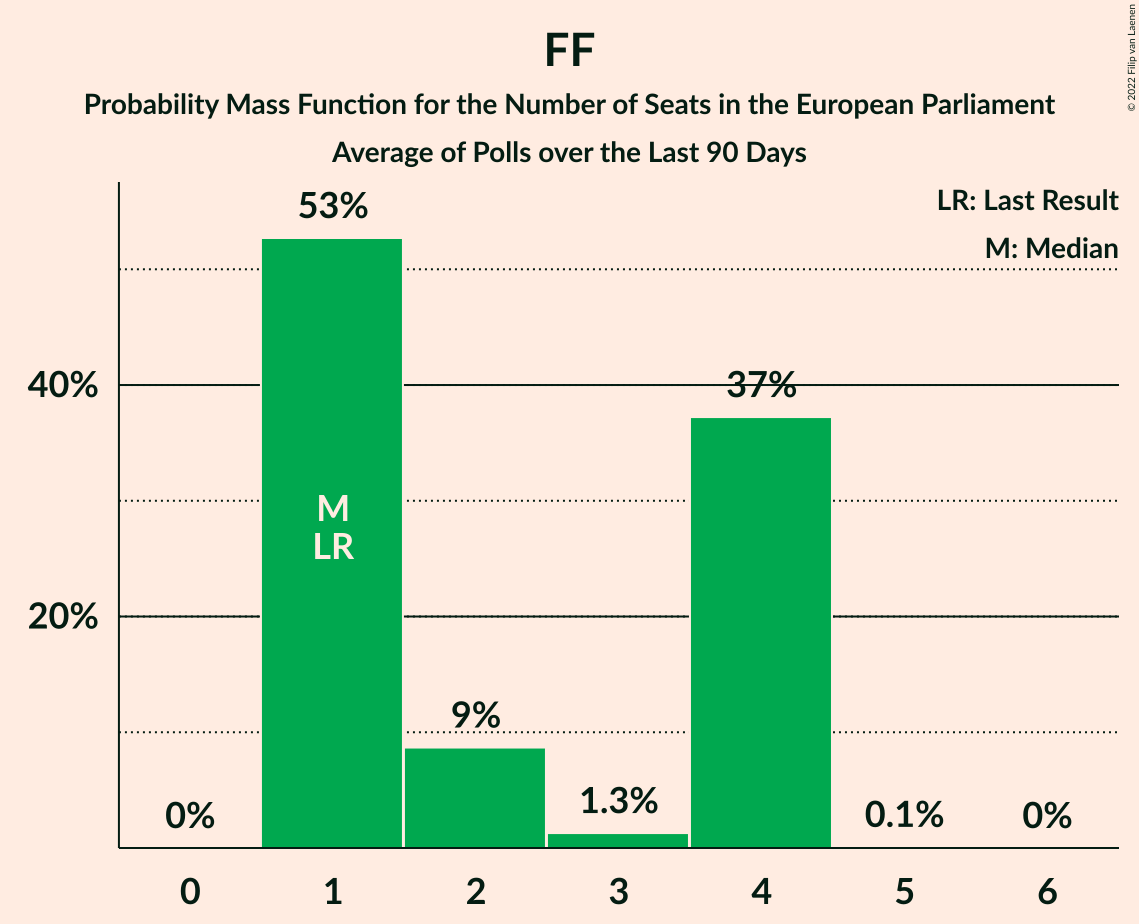 FF
Probability Mass Function for the Number of Seats in the European Parliament
Average of Polls over the Last 90 Days
© 2022 Filip van Laenen
LR: Last Result
M: Median
53%
40%
37%
M
LR
20%
9%
1.3%
0%
0.1%
0%
0 1 2 3 4 5 6